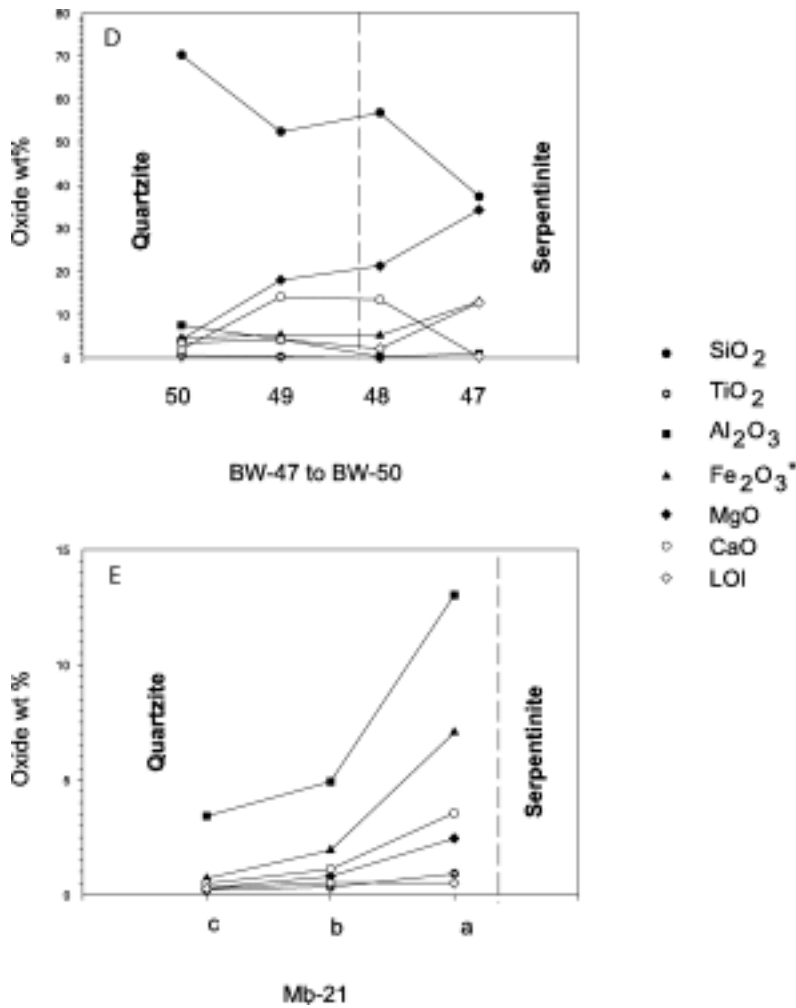 D
80
70
60
50
40
30
20
10
0
Oxide wt%
Quartzite
Serpentinite
50 49 48 47
BW-47 to BW-50
SiO2
TiO2
Al2O3
Fe2O3*
MgO
CaO
LOI
E
15
10
5
0
Oxide wt %
Quartzite
Serpentinite
c b a
Mb-21